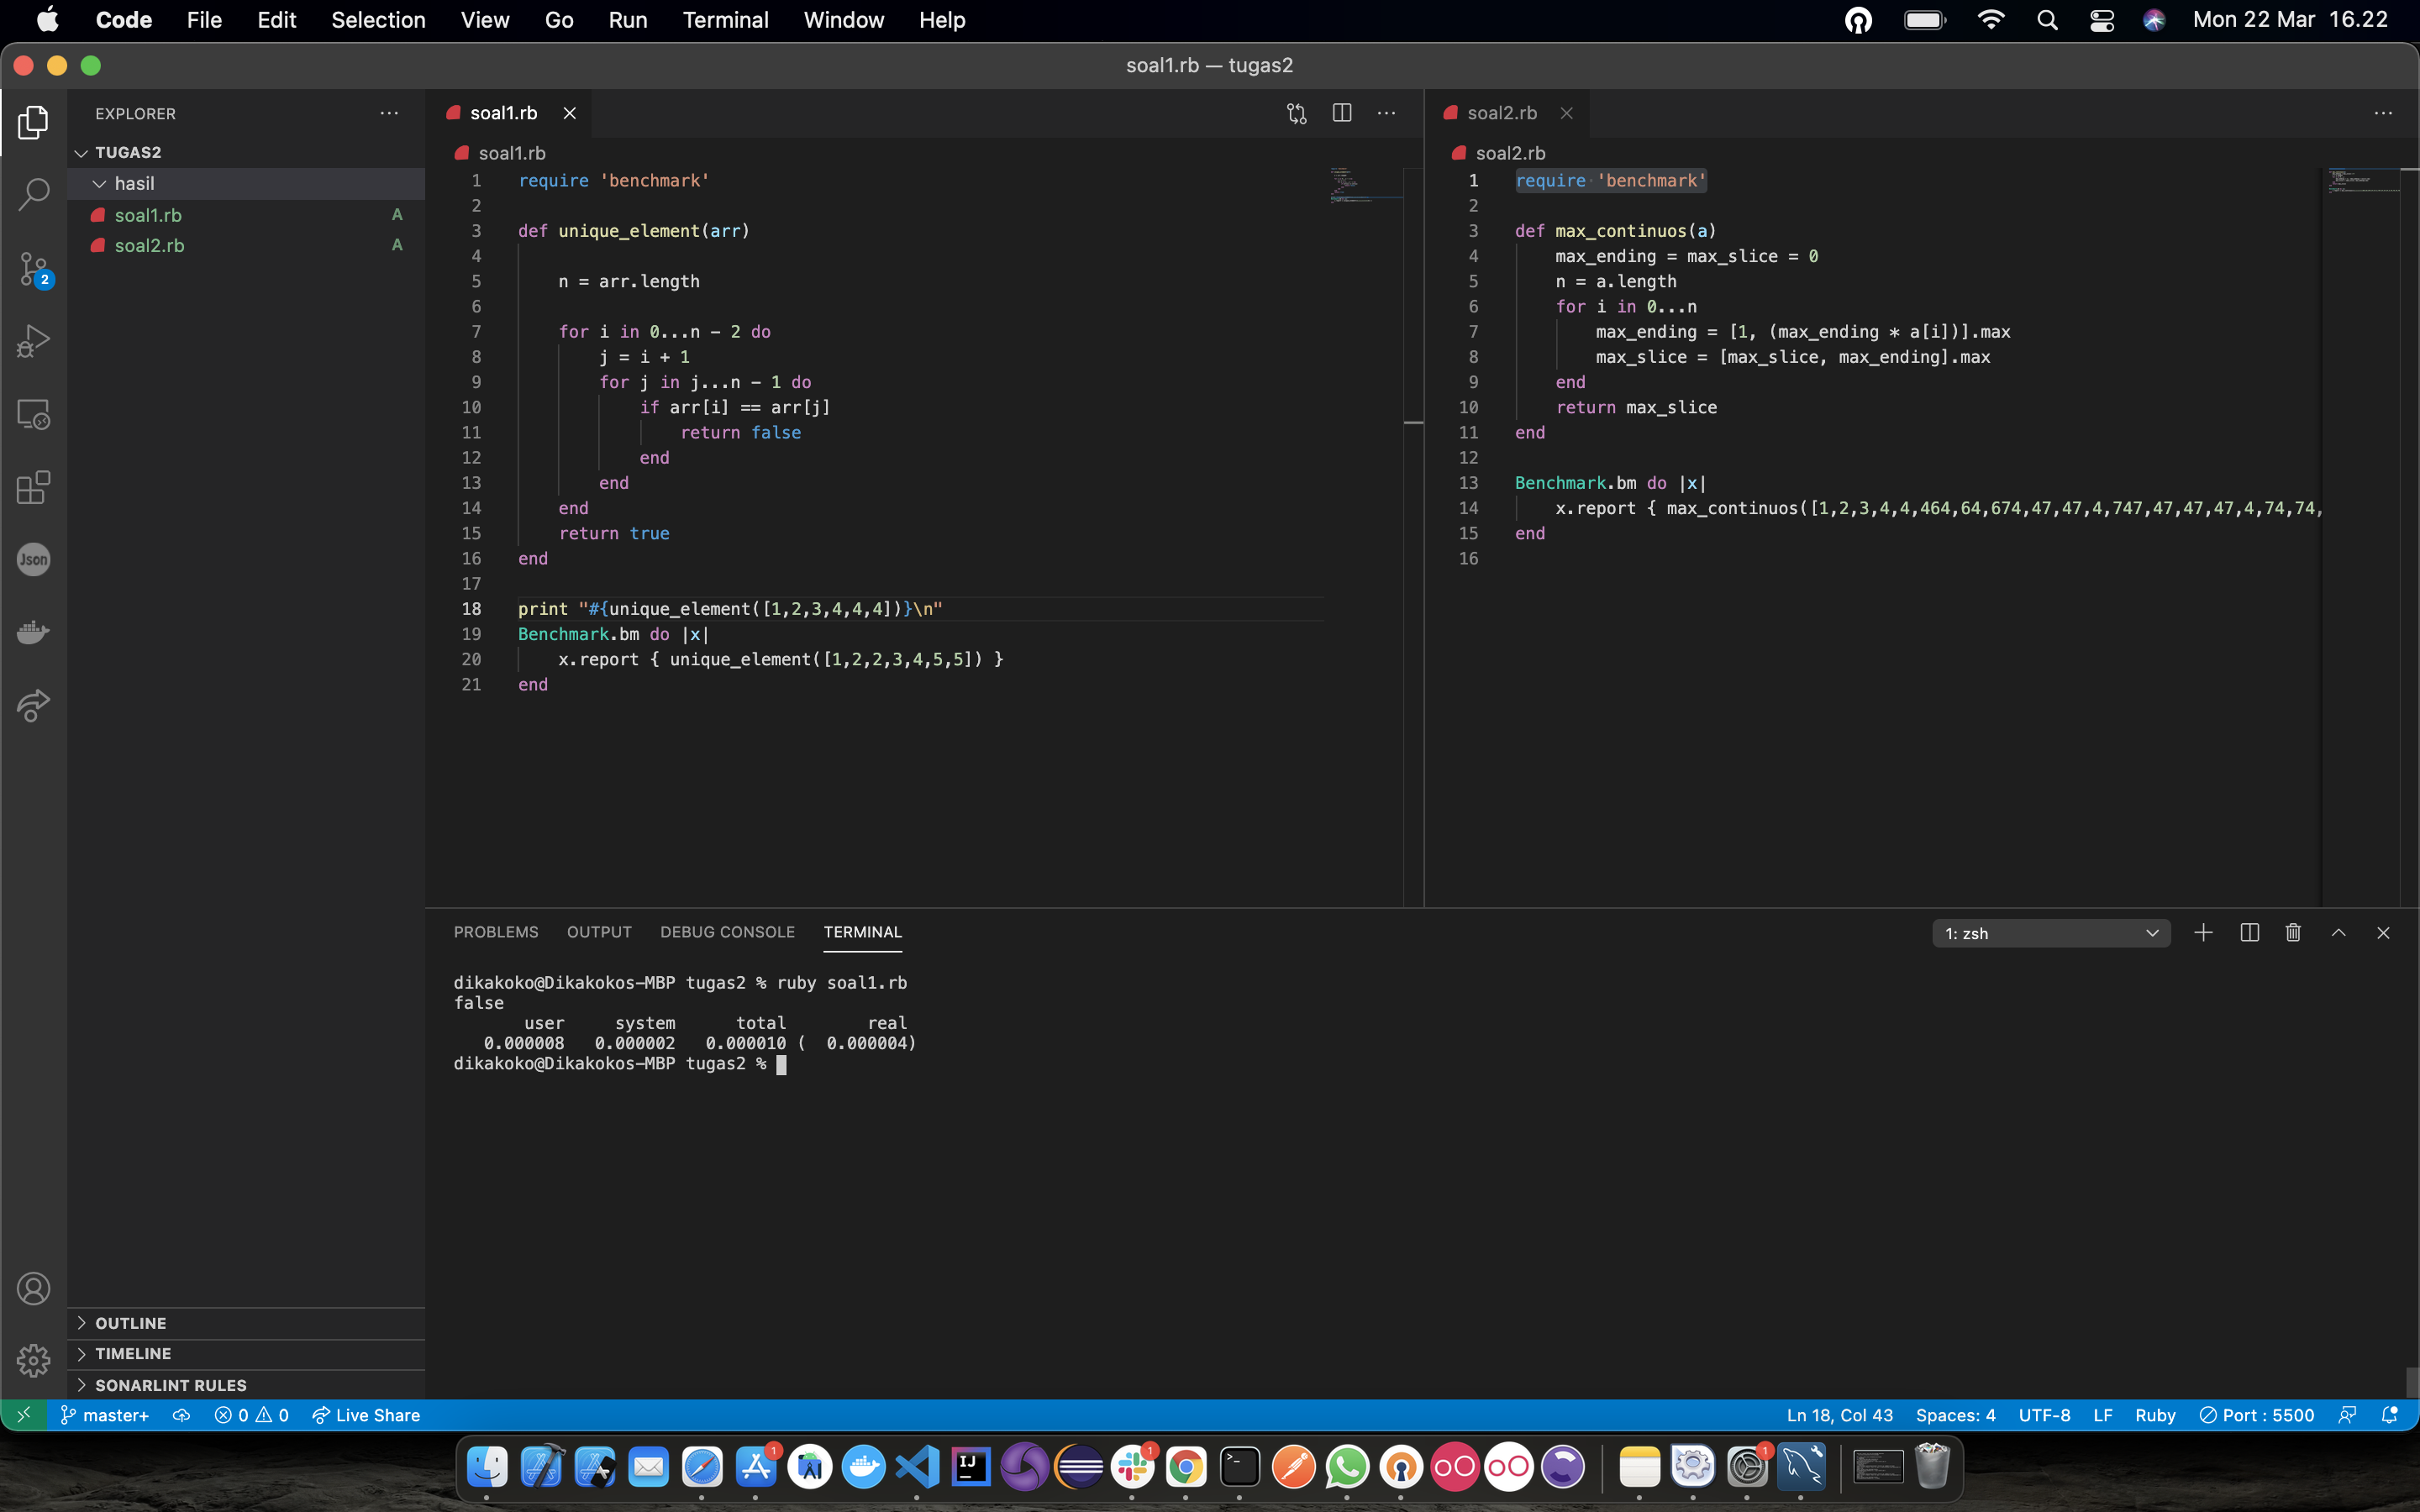 Code File Edit Selection View Go Run Terminal Window Help Mon 22 Mar 16.22
soal1.rb — tugas2
EXPLORER
TUGAS2
hasil
soal1.rb A
soal2.rb A
2
Json
OUTLINE
TIMELINE
SONARLINT RULES
soal1.rb
soal1.rb
1 require 'benchmark'
2
3 def unique_element(arr)
4
5 n = arr.length
6
7 for i in 0...n - 2 do
8 j = i + 1
9 for j in j...n - 1 do
10 if arr[i] == arr[j]
11 return false
12 end
13 end
14 end
15 return true
16 end
17
18 print "#{unique_element([1,2,3,4,4,4])}\n"
19 Benchmark.bm do |x|
20 x.report { unique_element([1,2,2,3,4,5,5]) }
21 end
soal2.rb
soal2.rb
1 require 'benchmark'
2
3 def max_continuos(a)
4 max_ending = max_slice = 0
5 n = a.length
6 for i in 0...n
7 max_ending = [1, (max_ending * a[i])].max
8 max_slice = [max_slice, max_ending].max
9 end
10 return max_slice
11 end
12
13 Benchmark.bm do |x|
14 x.report { max_continuos([1,2,3,4,4,464,64,674,47,47,4,747,47,47,47,4,74,74,
15 end
16
PROBLEMS OUTPUT DEBUG CONSOLE TERMINAL 1: zsh
dikakoko@Dikakokos-MBP tugas2 % ruby soal1.rb
false
user system total real
0.000008 0.000002 0.000010 ( 0.000004)
dikakoko@Dikakokos-MBP tugas2 %
master+ 0 0 Live Share Ln 18, Col 43 Spaces: 4 UTF-8 LF Ruby Port : 5500
1 IJ 1 1